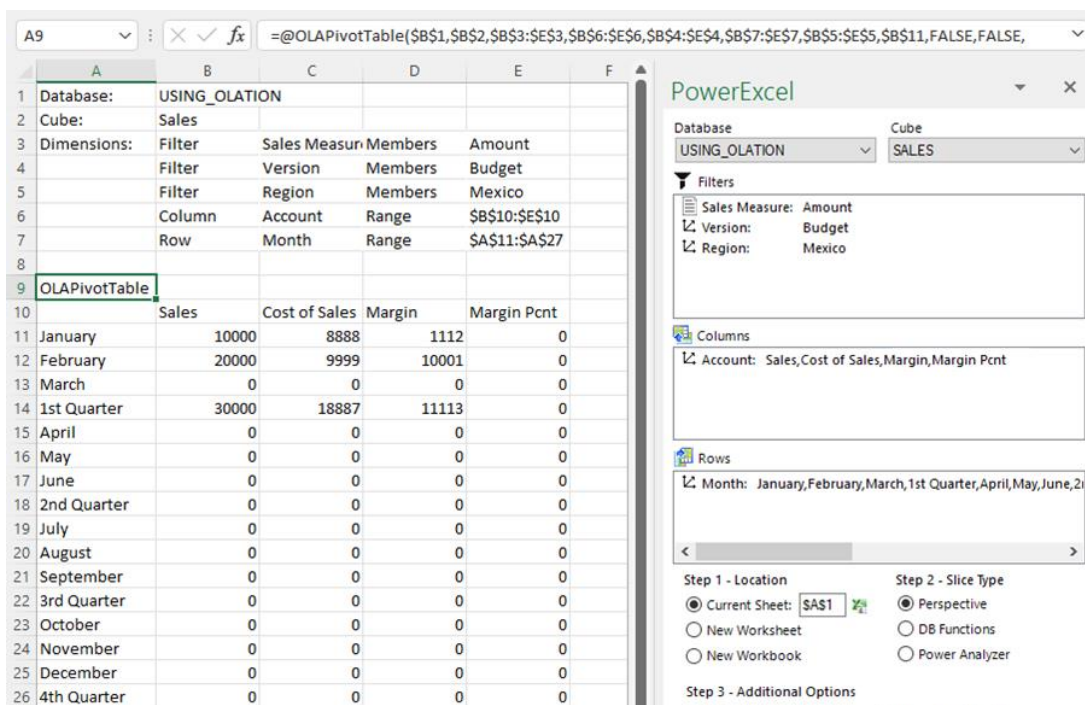 A9 fx =@OLAPivotTable($B$1,$B$2,$B$3:$E$3,$B$6:$E$6,$B$4:$E$4,$B$7:$E$7,$B$5:$E$5,$B$11,FALSE,FALSE,
A B C D E F
1 Database: USING_OLATION
2 Cube: Sales
3 Dimensions: Filter Sales Measur Members Amount
4 Filter Version Members Budget
5 Filter Region Members Mexico
6 Column Account Range $B$10:$E$10
7 Row Month Range $A$11:$A$27
8
9 OLAPivotTable
10 Sales Cost of Sales Margin Margin Pcnt
11 January 10000 8888 1112 0
12 February 20000 9999 10001 0
13 March 0 0 0 0
14 1st Quarter 30000 18887 11113 0
15 April 0 0 0 0
16 May 0 0 0 0
17 June 0 0 0 0
18 2nd Quarter 0 0 0 0
19 July 0 0 0 0
20 August 0 0 0 0
21 September 0 0 0 0
22 3rd Quarter 0 0 0 0
23 October 0 0 0 0
24 November 0 0 0 0
25 December 0 0 0 0
26 4th Quarter 0 0 0 0
PowerExcel
Database Cube
USING_OLATION SALES
Filters
Sales Measure: Amount
Version: Budget
Region: Mexico
Columns
Account: Sales,Cost of Sales,Margin,Margin Pcnt
Rows
Month: January,February,March,1st Quarter,April,May,June,2
Step 1 - Location Step 2 - Slice Type
Current Sheet: $A$1 Perspective
New Worksheet DB Functions
New Workbook Power Analyzer
Step 3 - Additional Options